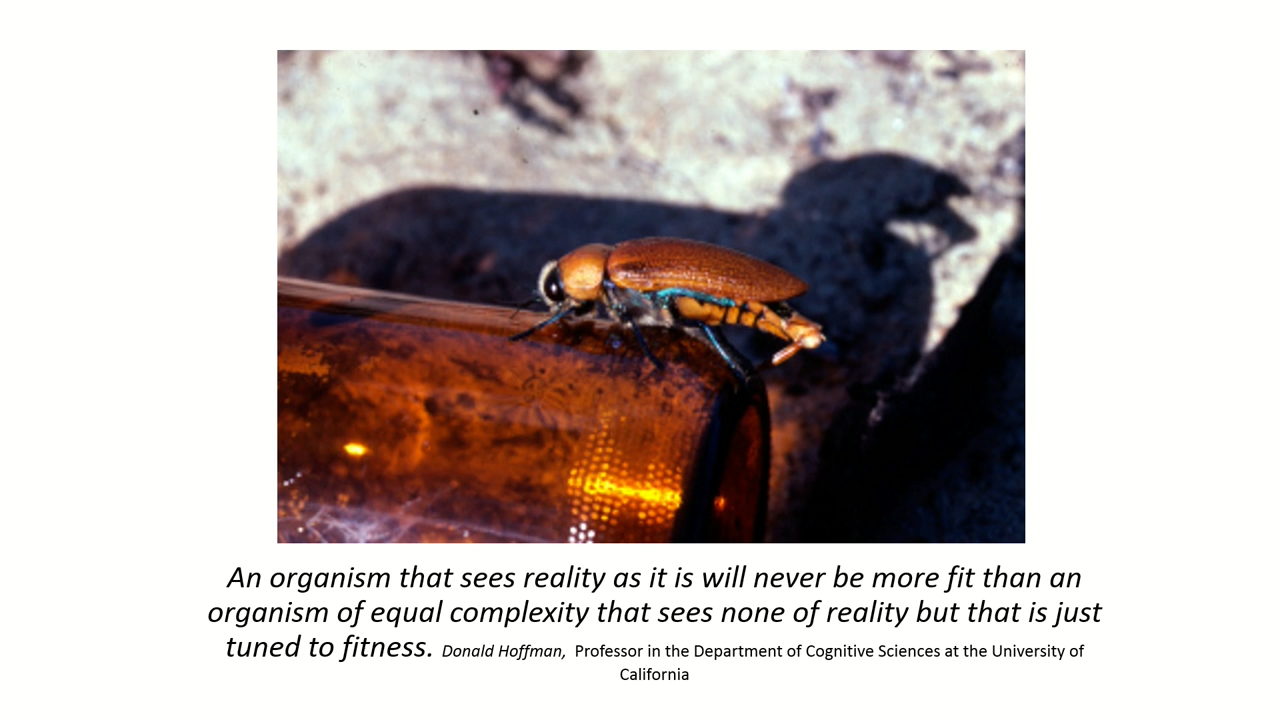 An organism that sees reality as it is will never be more fit than an
organism of equal complexity that sees none of reality but that is just
tuned to fitness. Donald Hoffman, Professor in the Department of Cognitive Sciences at the University of
California